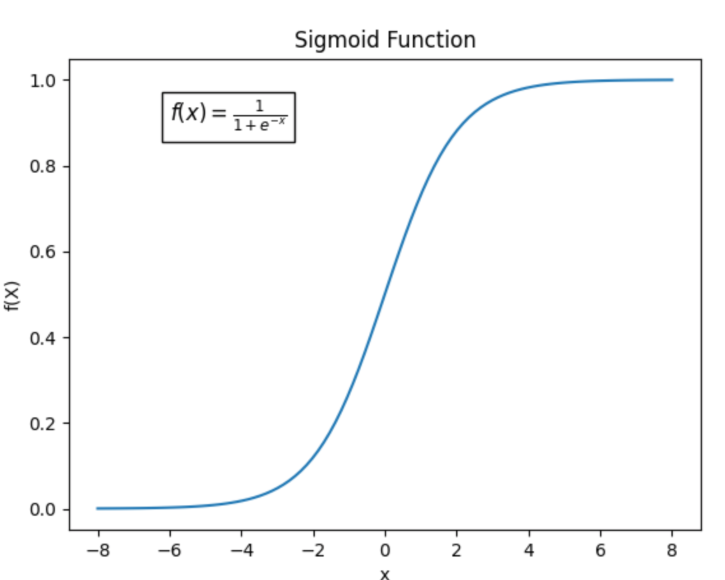 Sigmoid Function
f(x) = \frac{1}{1+e^{-x}}
1.0
0.8
0.6
0.4
0.2
0.0
f(X)
−8 −6 −4 −2 0 2 4 6 8
x